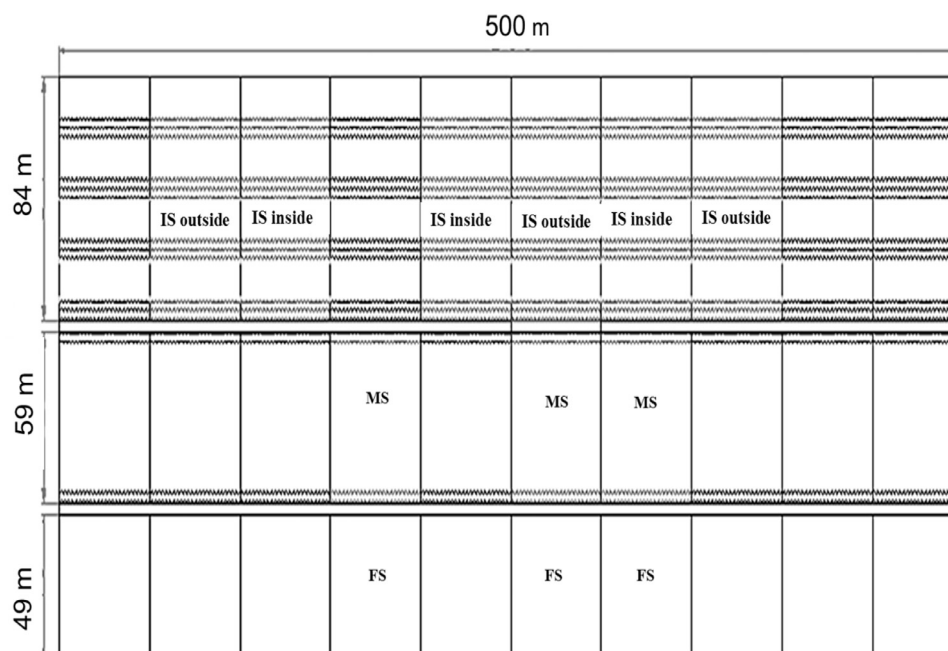 500 m
84 m
IS outside
IS inside
IS inside
IS outside
IS inside
IS outside
59 m
MS
MS
MS
49 m
FS
FS
FS